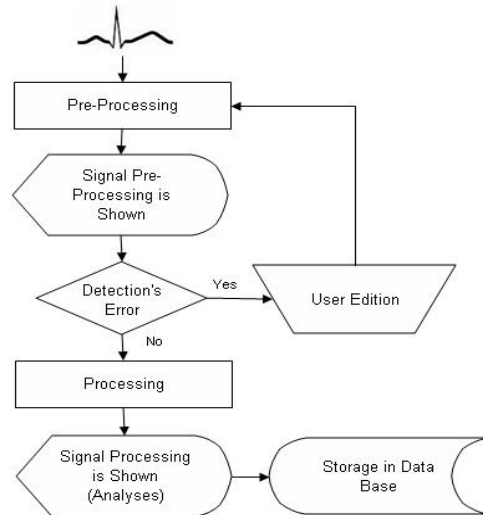 Pre-Processing
Signal Pre-
Processing is
Shown
Detection's
Error
Yes
User Edition
No
Processing
Signal Processing
is Shown
(Analyses)
Storage in Data
Base